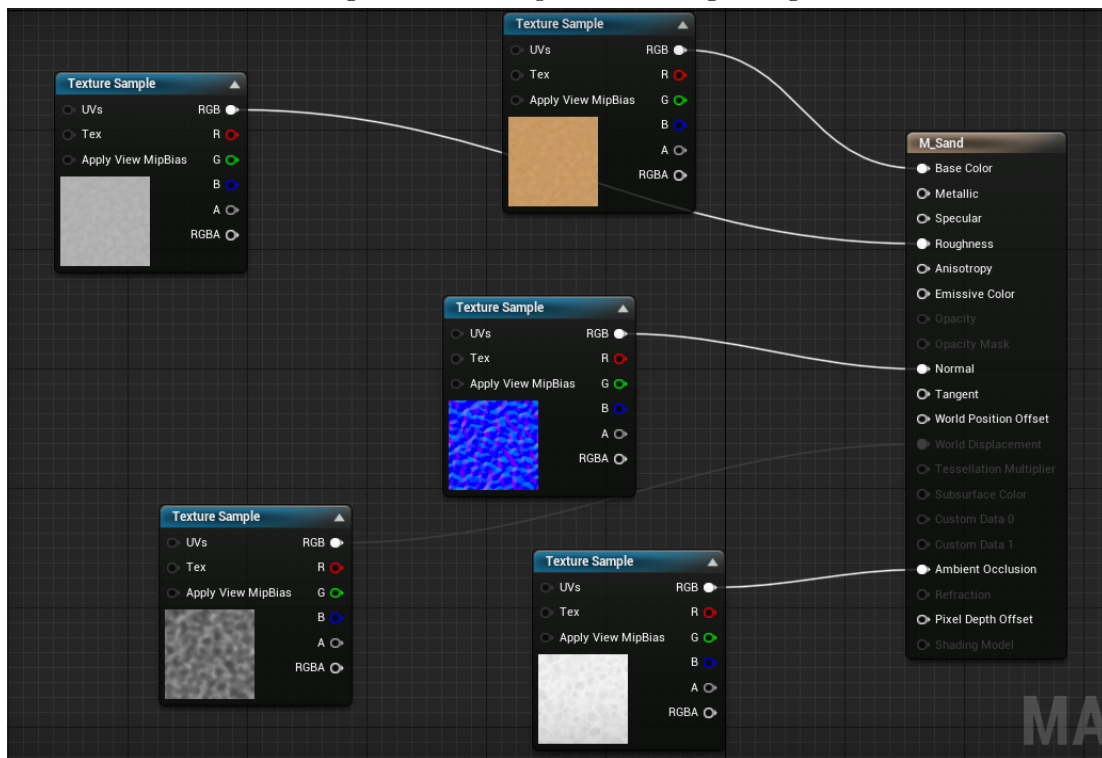 Texture Sample
UVs RGB
Tex R
Apply View MipBias G
B
A
RGBA
Texture Sample
UVs RGB
Tex R
Apply View MipBias G
B
A
RGBA
Texture Sample
UVs RGB
Tex R
Apply View MipBias G
B
A
RGBA
Texture Sample
UVs RGB
Tex R
Apply View MipBias G
B
A
RGBA
Texture Sample
UVs RGB
Tex R
Apply View MipBias G
B
A
RGBA
M_Sand
Base Color
Metallic
Specular
Roughness
Anisotropy
Emissive Color
Opacity
Opacity Mask
Normal
Tangent
World Position Offset
World Displacement
Tessellation Multiplier
Subsurface Color
Custom Data 0
Custom Data 1
Ambient Occlusion
Refraction
Pixel Depth Offset
Shading Model
MA